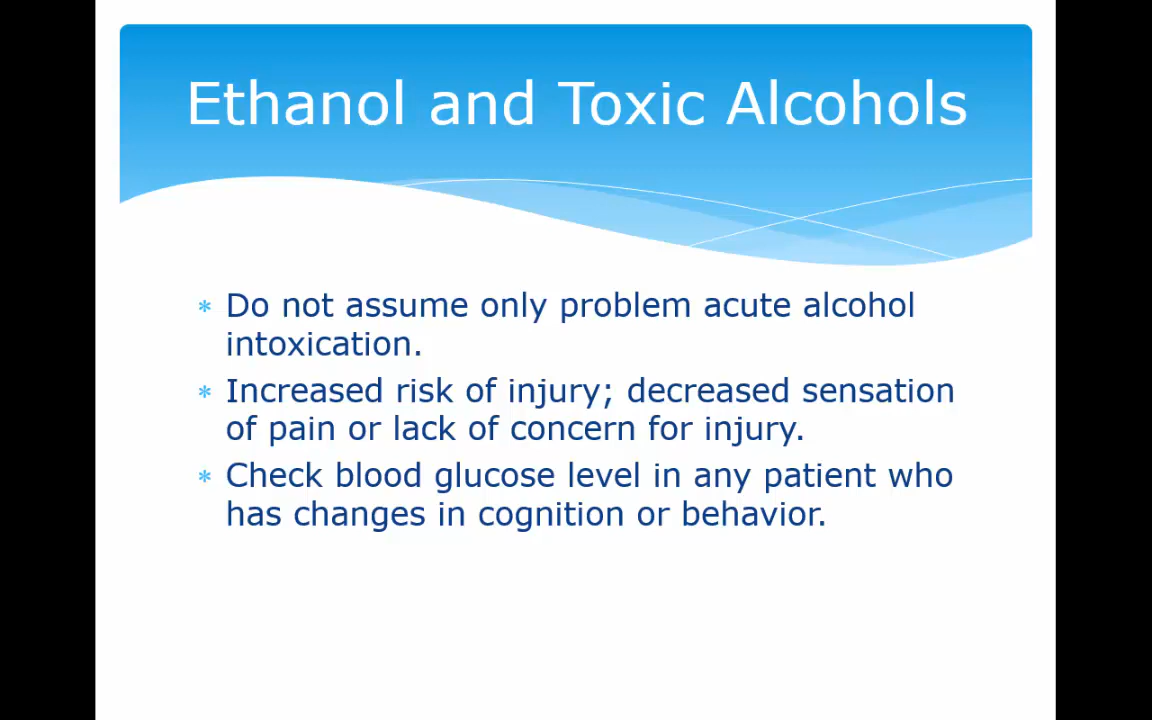 Ethanol and Toxic Alcohols
* Do not assume only problem acute alcohol
intoxication.
* Increased risk of injury; decreased sensation
of pain or lack of concern for injury.
* Check blood glucose level in any patient who
has changes in cognition or behavior.